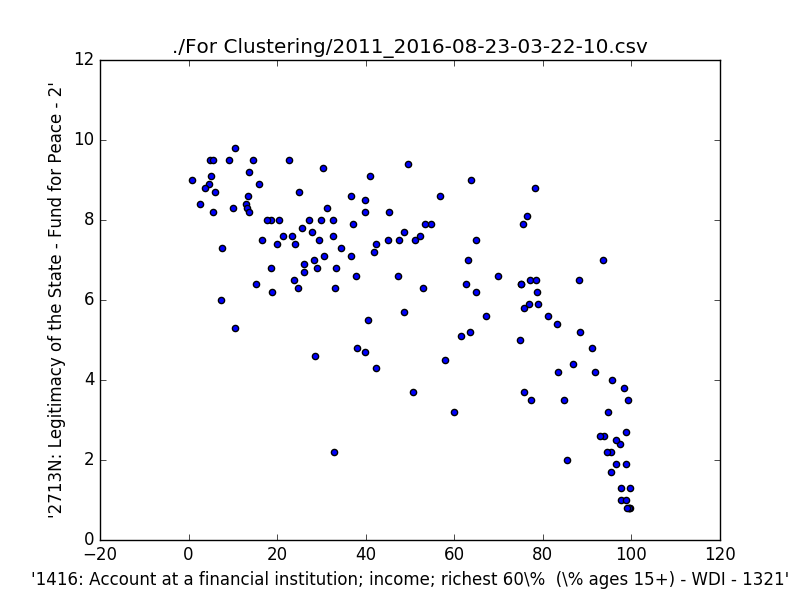 ./For Clustering/2011_2016-08-23-03-22-10.csv
12
10
8
6
4
2
0
'2713N: Legitimacy of the State - Fund for Peace - 2'
−20 0 20 40 60 80 100 120
'1416: Account at a financial institution; income; richest 60\% (\% ages 15+) - WDI - 1321'